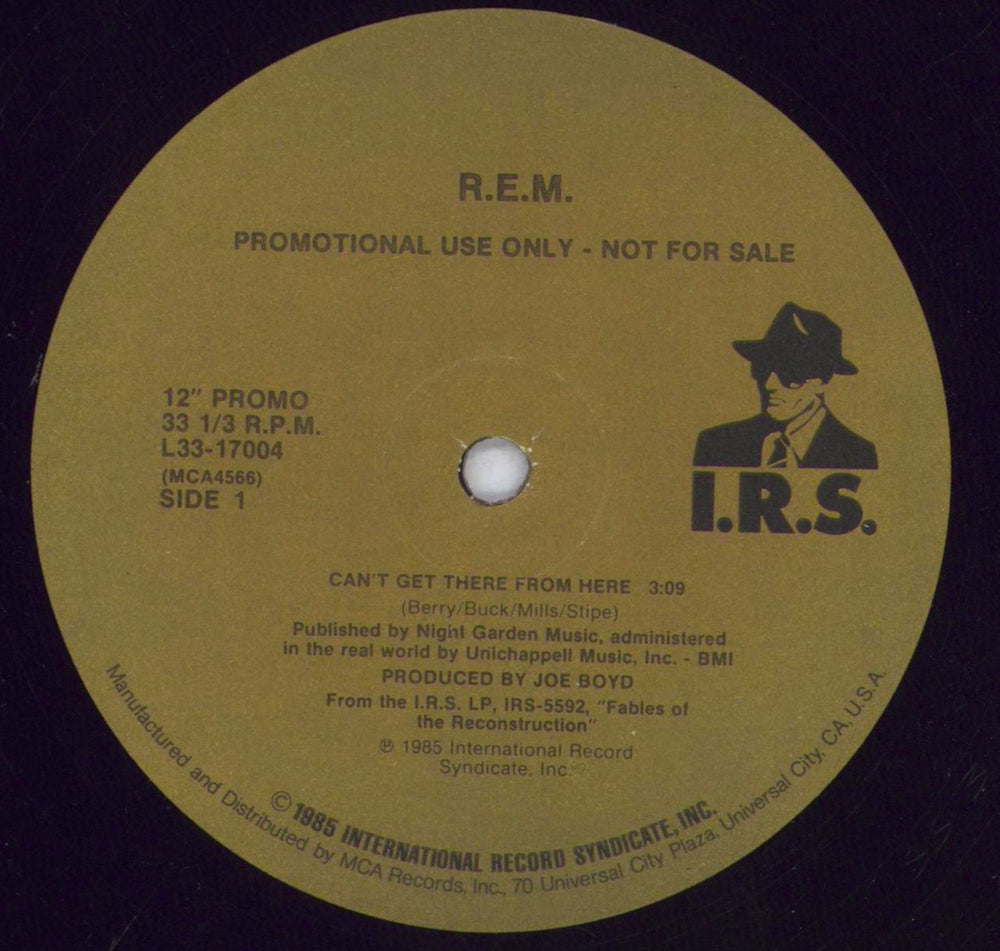 R.E.M.
PROMOTIONAL USE ONLY - NOT FOR SALE
12" PROMO
33 1/3 R.P.M.
L33-17004
(MCA4566)
SIDE 1
I.R.S.
CAN'T GET THERE FROM HERE 3:09
(Berry/Buck/Mills/Stipe)
Published by Night Garden Music, administered
in the real world by Unichappell Music, Inc. - BMI
PRODUCED BY JOE BOYD
From the I.R.S. LP, IRS-5592, "Fables of
the Reconstruction"
℗ 1985 International Record
Syndicate, Inc.
© 1985 INTERNATIONAL RECORD SYNDICATE, INC.
Manufactured and Distributed by MCA Records, Inc., 70 Universal City Plaza, Universal City, CA, U.S.A.